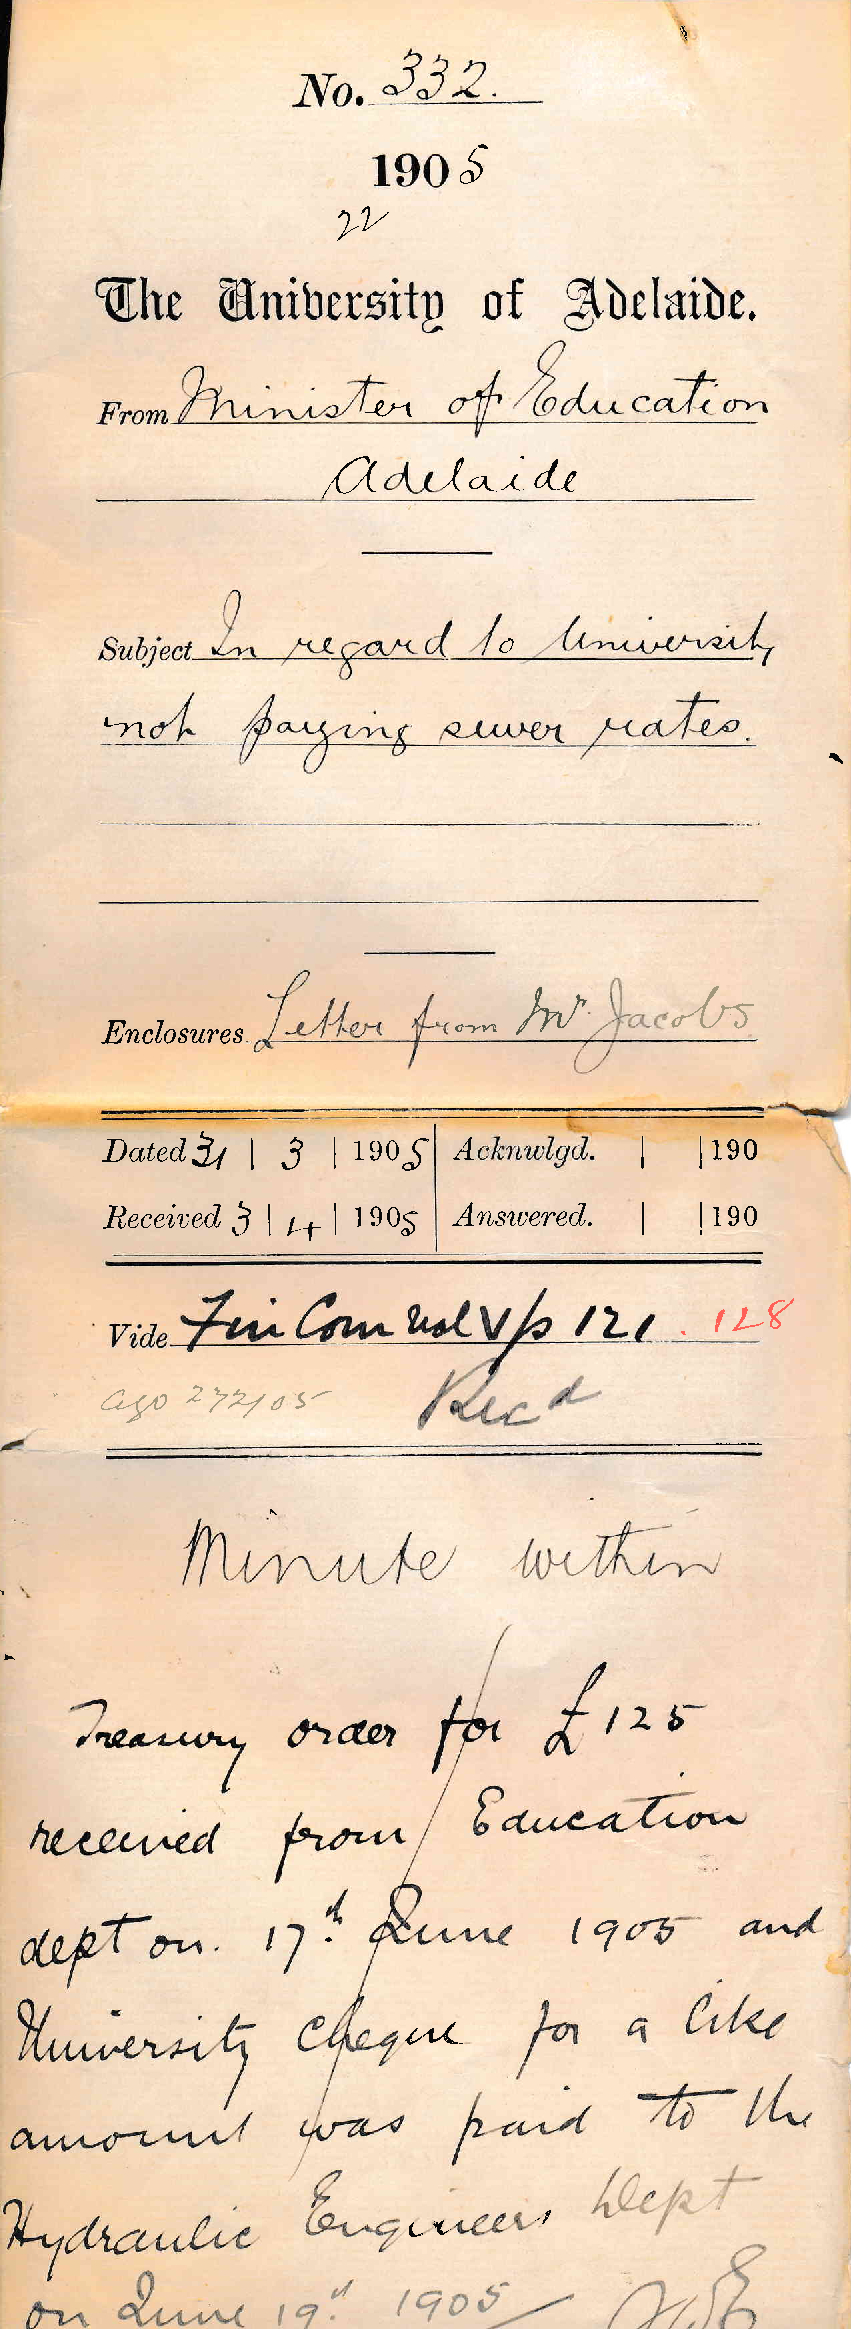 No. 332.
1905
22
The University of Adelaide.
From Minister of Education
Adelaide
Subject In regard to University
not paying sewer rates.
Enclosures Letter from Mr. Jacobs
Dated 31 | 3 | 1905 Acknwlgd. | | 190
Received 3 | 4 | 1905 Answered. | | 190
Vide Fin Com vol V p 121. 128
ago 272/05 Recd
Minute within
Treasury order for £125
received from Education
dept on. 17th June 1905 and
University cheque for a like
amount was paid to the
Hydraulic Engineers Dept
on June 19th 1905